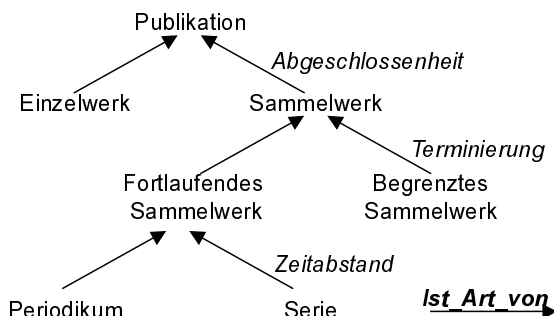 Publikation
Abgeschlossenheit
Einzelwerk
Sammelwerk
Terminierung
Fortlaufendes
Sammelwerk
Begrenztes
Sammelwerk
Zeitabstand
Periodikum
Serie
Ist_Art_von